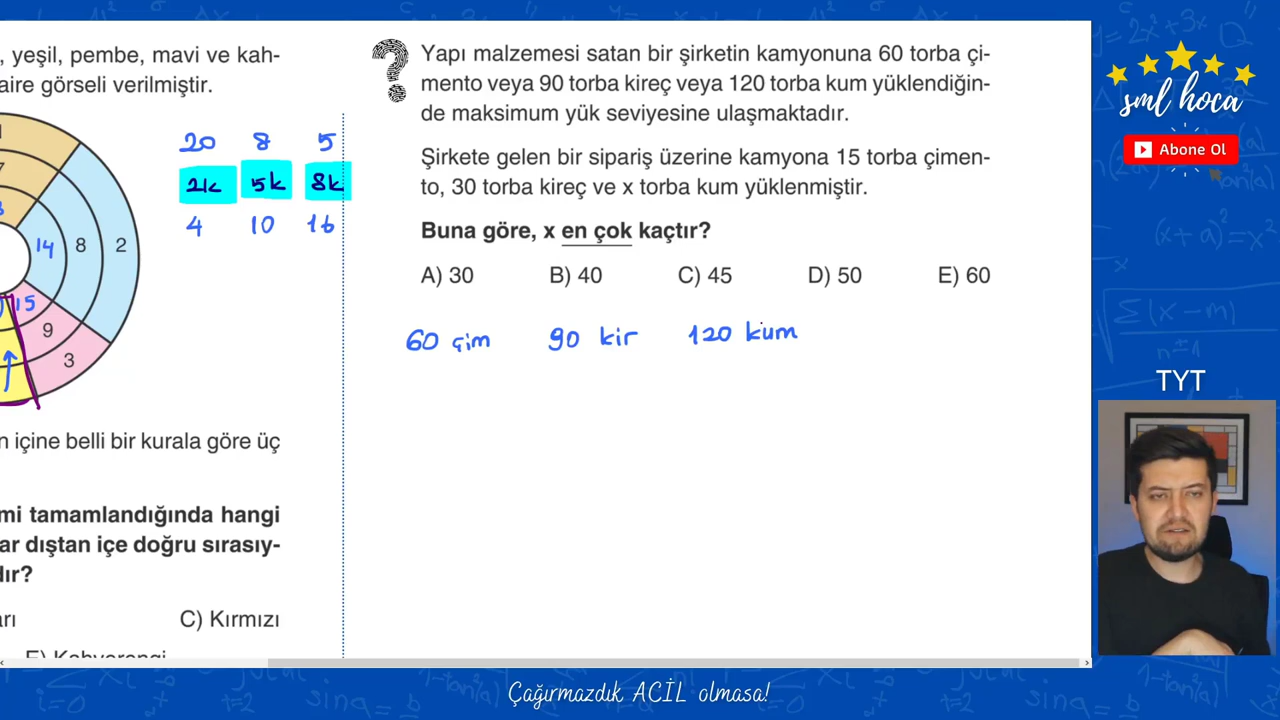 , yeşil, pembe, mavi ve kah-
aire görseli verilmiştir.
20 8 5
2k 5k 8k
4 10 16
7
14 8 2
15
9
3
n içine belli bir kurala göre üç
mi tamamlandığında hangi
ar dıştan içe doğru sırasıy-
dır?
arı C) Kırmızı
E) Kahverengi
?
Yapı malzemesi satan bir şirketin kamyonuna 60 torba çi-
mento veya 90 torba kireç veya 120 torba kum yüklendiğin-
de maksimum yük seviyesine ulaşmaktadır.
Şirkete gelen bir sipariş üzerine kamyona 15 torba çimen-
to, 30 torba kireç ve x torba kum yüklenmiştir.
Buna göre, x en çok kaçtır?
A) 30 B) 40 C) 45 D) 50 E) 60
60 çim 90 kir 120 kum
sml hoca
Abone Ol
TYT
Çağırmazdık ACİL olmasa!